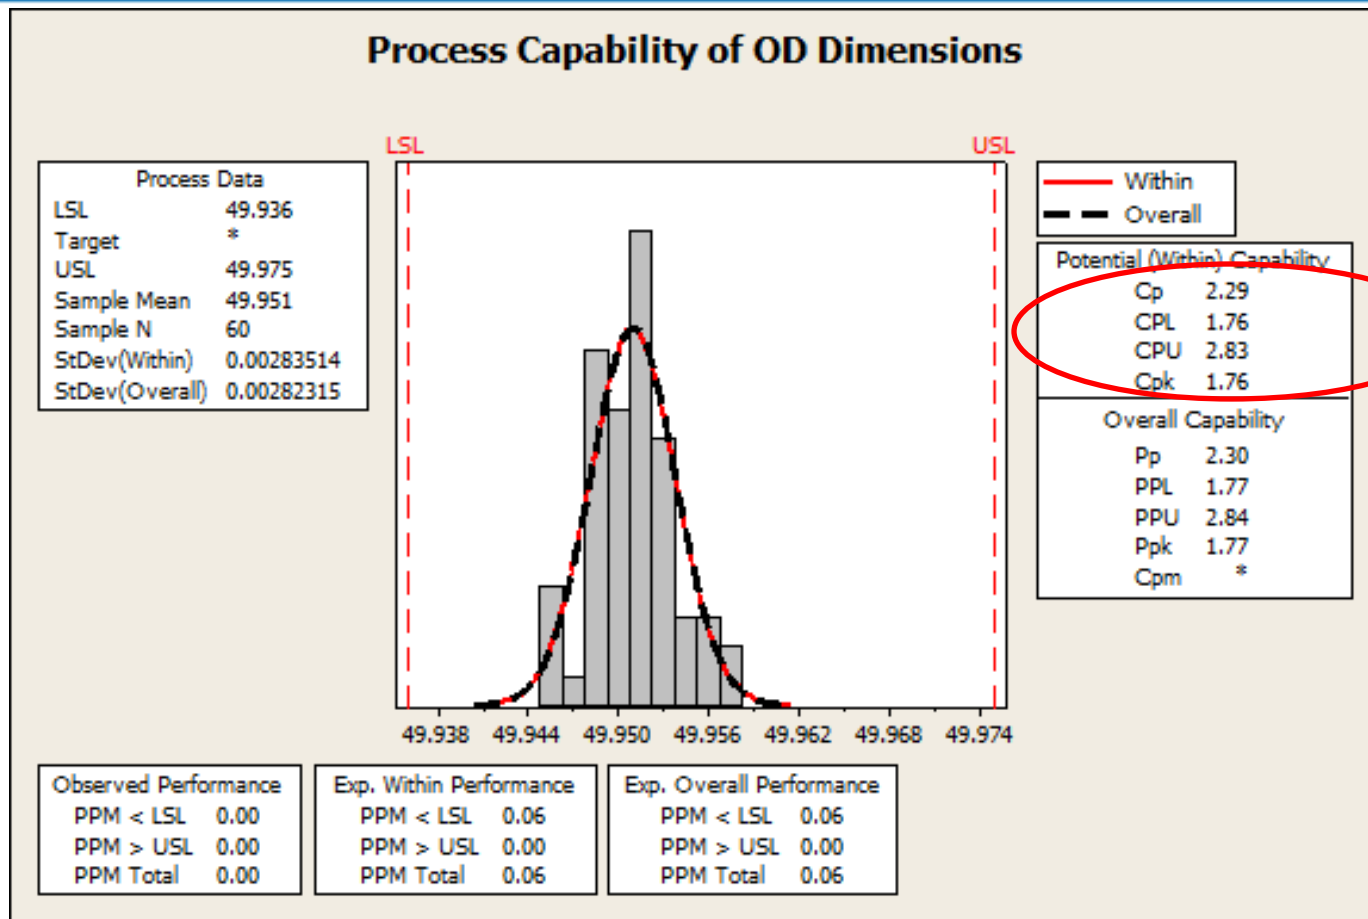 Process Capability of OD Dimensions
LSL USL
Process Data
LSL 49.936
Target *
USL 49.975
Sample Mean 49.951
Sample N 60
StDev(Within) 0.00283514
StDev(Overall) 0.00282315
Within
Overall
Potential (Within) Capability
Cp 2.29
CPL 1.76
CPU 2.83
Cpk 1.76
Overall Capability
Pp 2.30
PPL 1.77
PPU 2.84
Ppk 1.77
Cpm *
49.938 49.944 49.950 49.956 49.962 49.968 49.974
Observed Performance
PPM < LSL 0.00
PPM > USL 0.00
PPM Total 0.00
Exp. Within Performance
PPM < LSL 0.06
PPM > USL 0.00
PPM Total 0.06
Exp. Overall Performance
PPM < LSL 0.06
PPM > USL 0.00
PPM Total 0.06